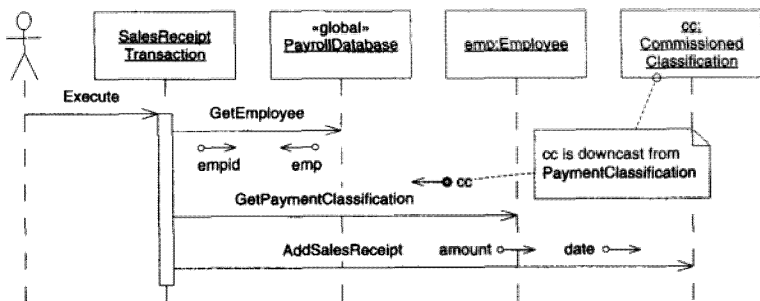 SalesReceipt
Transaction
«global»
PayrollDatabase
emp:Employee
cc:
Commissioned
Classification
Execute
GetEmployee
empid
emp
cc is downcast from
PaymentClassification
cc
GetPaymentClassification
AddSalesReceipt
amount
date